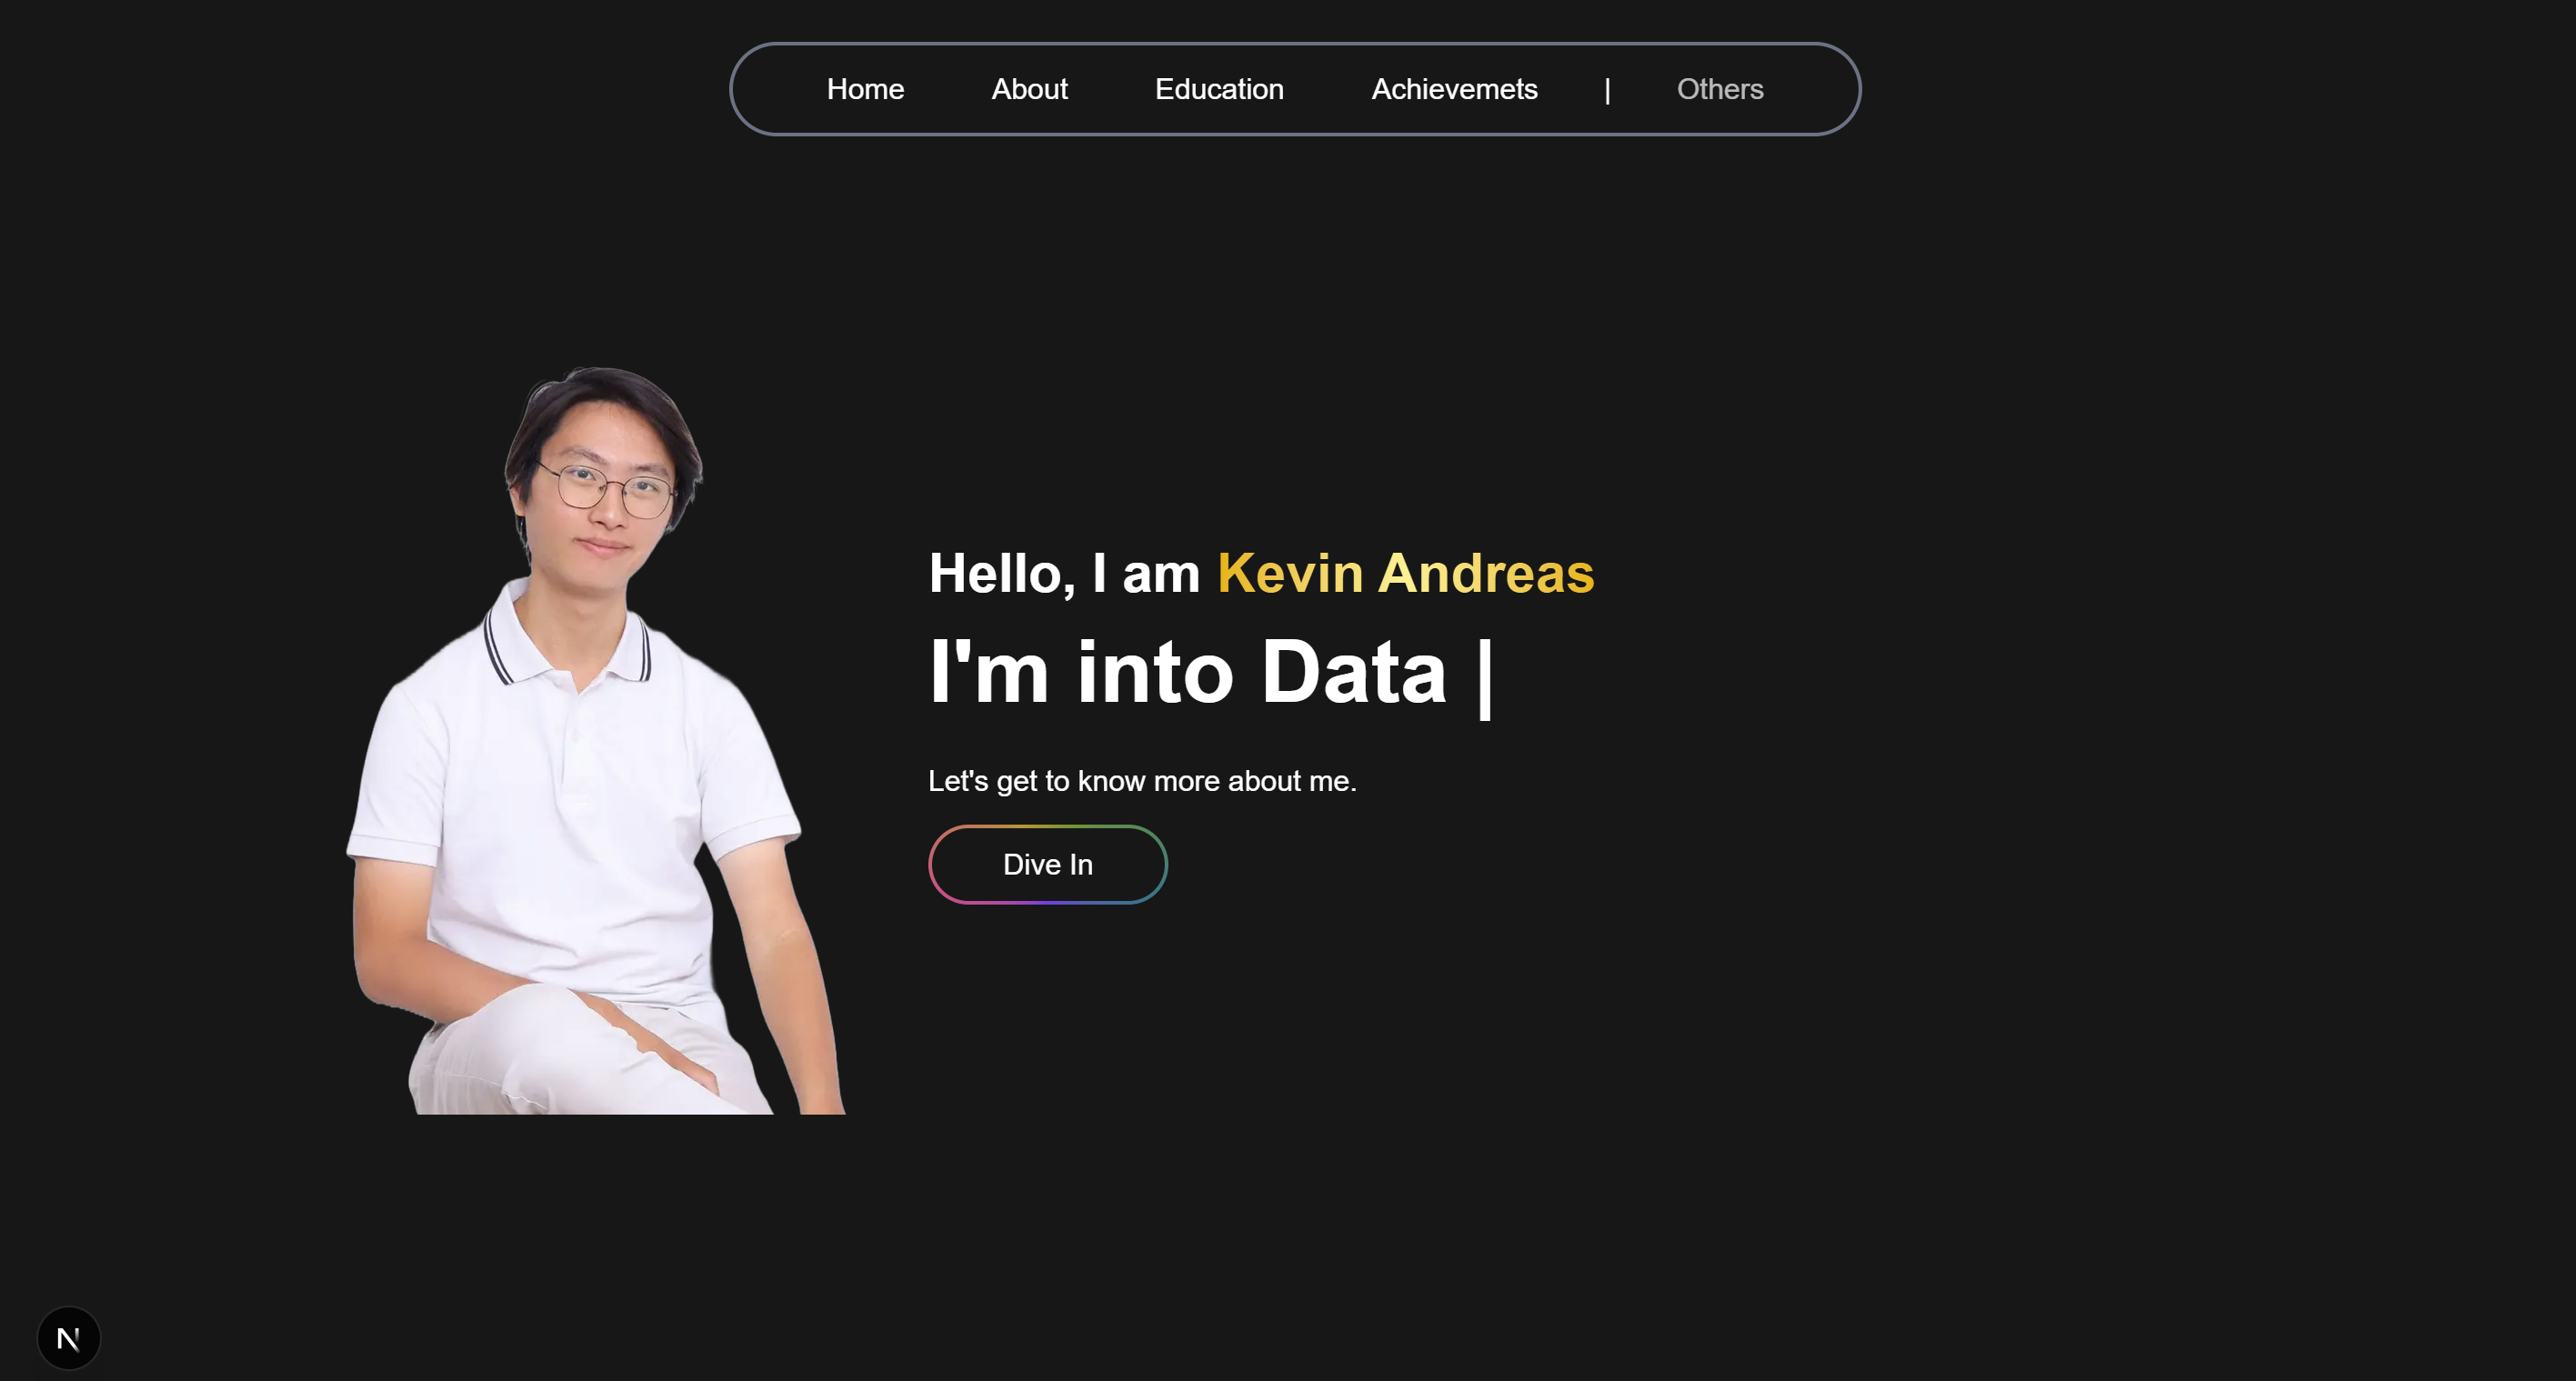 Home About Education Achievemets | Others
Hello, I am Kevin Andreas
I'm into Data |
Let's get to know more about me.
Dive In
N